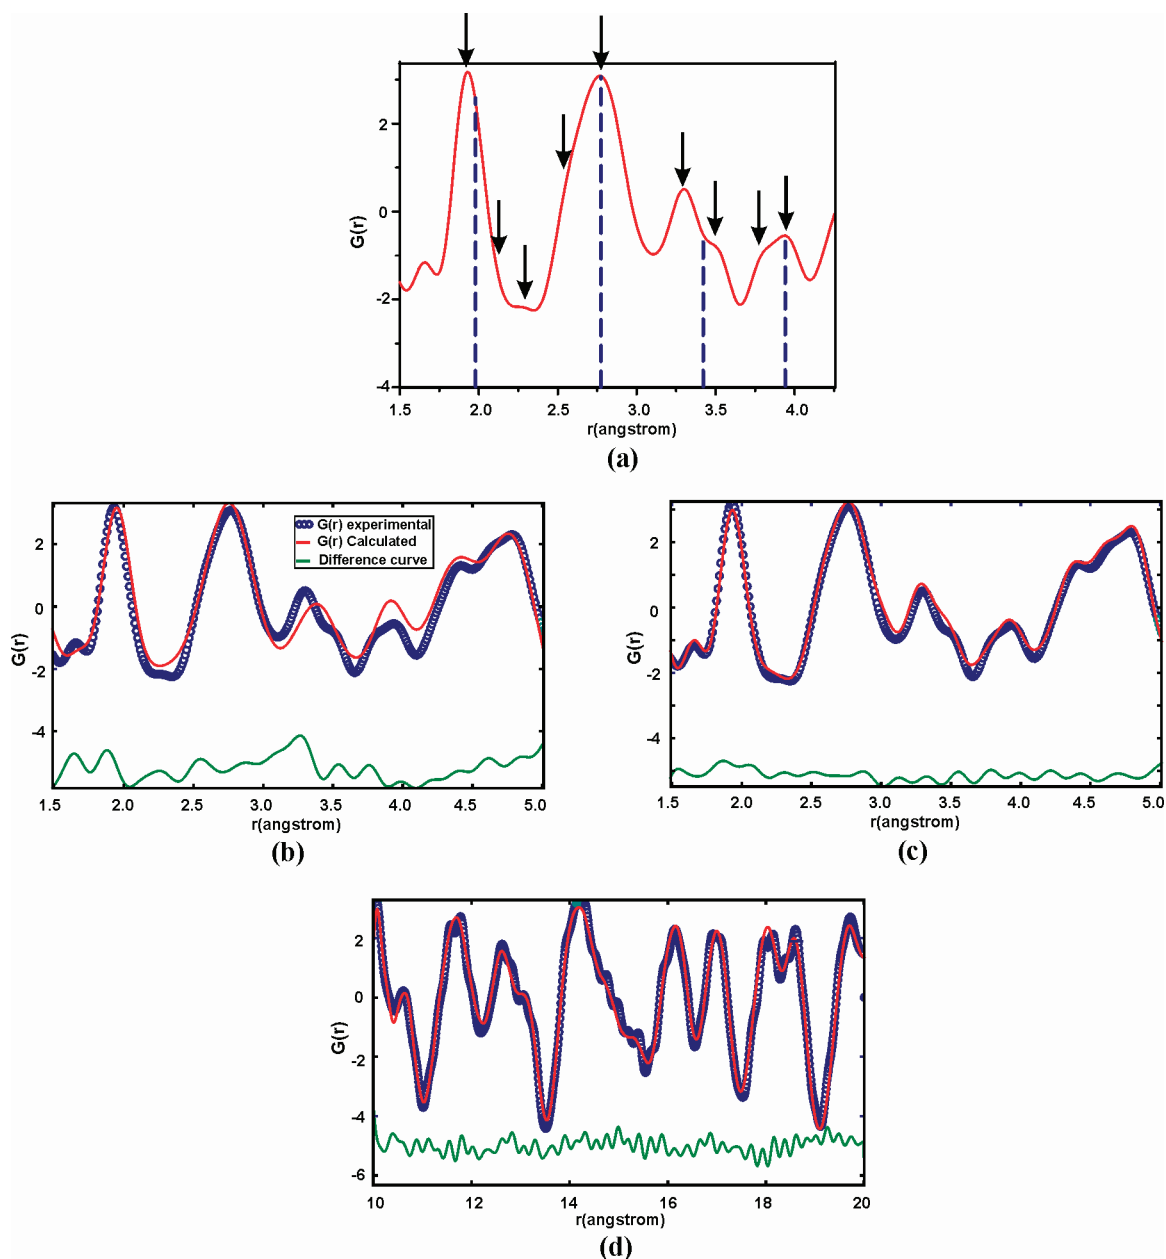 G(r)
2
0
-2
-4
1.5 2.0 2.5 3.0 3.5 4.0
r(angstrom)
(a)
G(r) experimental
G(r) Calculated
Difference curve
G(r)
2
0
-2
-4
1.5 2.0 2.5 3.0 3.5 4.0 4.5 5.0
r(angstrom)
(b)
G(r)
2
0
-2
-4
1.5 2.0 2.5 3.0 3.5 4.0 4.5 5.0
r(angstrom)
(c)
G(r)
2
0
-2
-4
-6
10 12 14 16 18 20
r(angstrom)
(d)